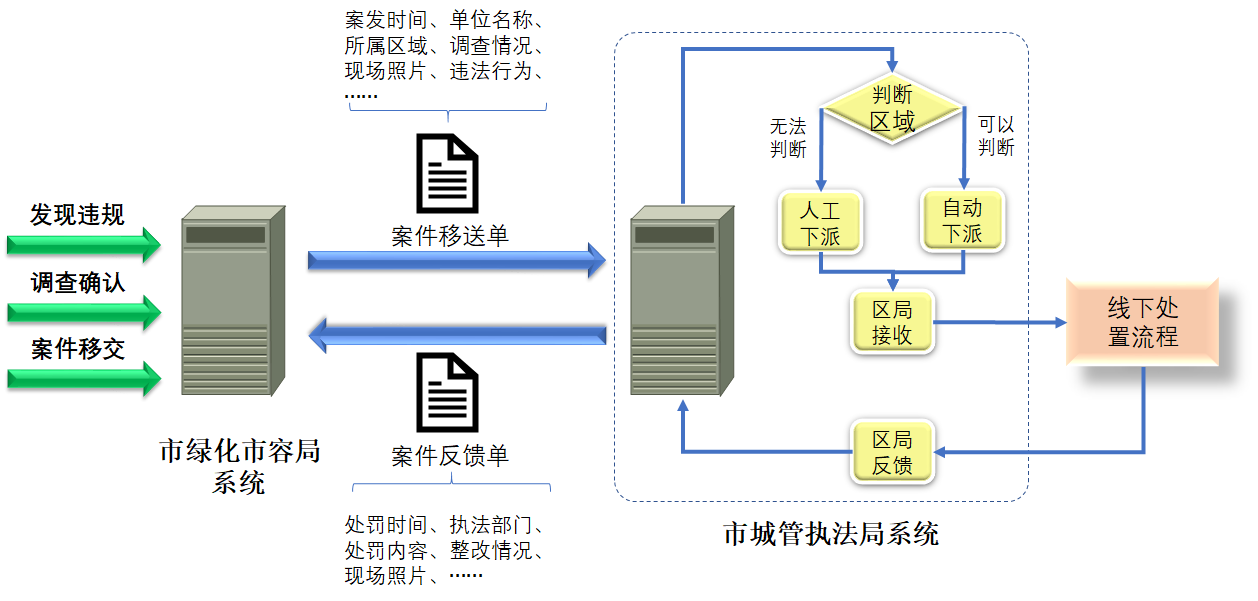 案发时间、单位名称、
所属区域、调查情况、
现场照片、违法行为、
……
案件移送单
发现违规
调查确认
案件移交
市绿化市容局
系统
案件反馈单
处罚时间、执法部门、
处罚内容、整改情况、
现场照片、……
判断
区域
无法
判断
可以
判断
人工
下派
自动
下派
区局
接收
线下处
置流程
区局
反馈
市城管执法局系统